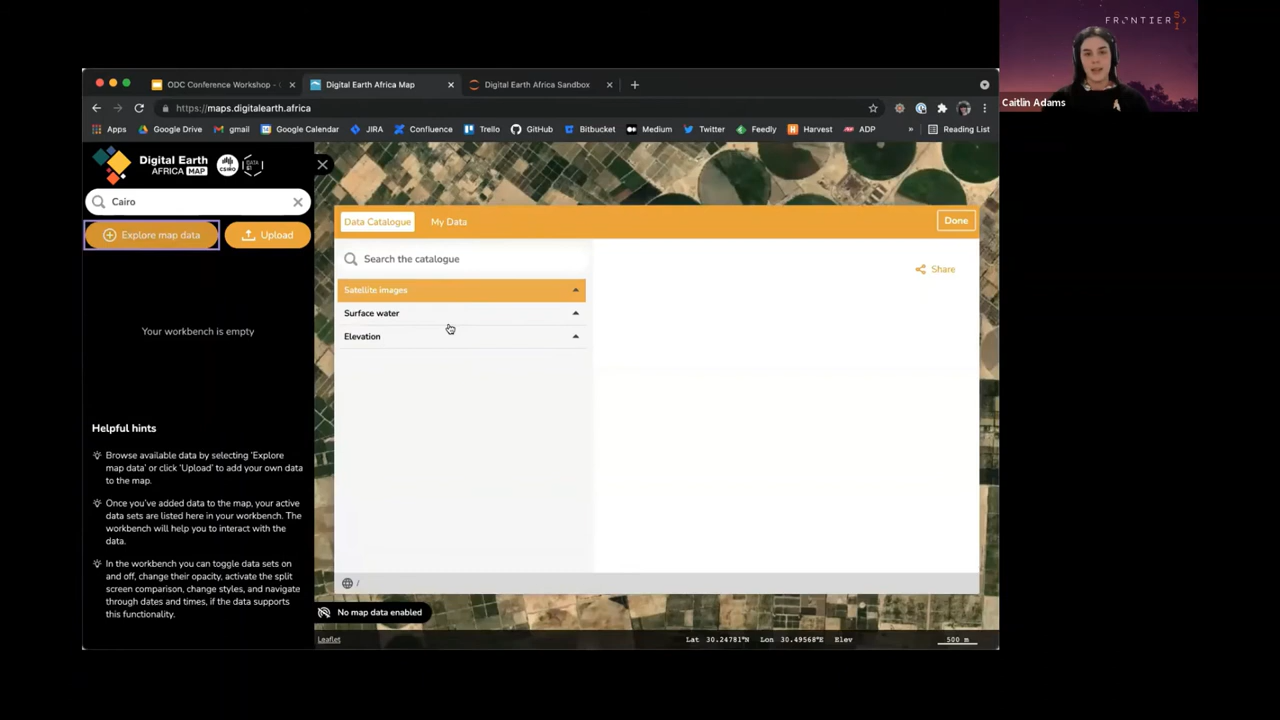 FRONTIER SI
Caitlin Adams
ODC Conference Workshop -
Digital Earth Africa Map
Digital Earth Africa Sandbox
https://maps.digitalearth.africa
Apps
Google Drive
gmail
Google Calendar
JIRA
Confluence
Trello
GitHub
Bitbucket
Medium
Twitter
Feedly
Harvest
ADP
»
Reading List
Digital Earth
AFRICA MAP
CSIRO
DATA
61
Cairo
Explore map data
Upload
Your workbench is empty
Helpful hints
Browse available data by selecting 'Explore
map data' or click 'Upload' to add your own data
to the map.
Once you've added data to the map, your active
data sets are listed here in your workbench. The
workbench will help you to interact with the
data.
In the workbench you can toggle data sets on
and off, change their opacity, activate the split
screen comparison, change styles, and navigate
through dates and times, if the data supports
this functionality.
Data Catalogue
My Data
Done
Search the catalogue
Satellite images
Surface water
Elevation
Share
/
No map data enabled
Leaflet
Lat 30.24781°N Lon 30.49568°E Elev
500 m